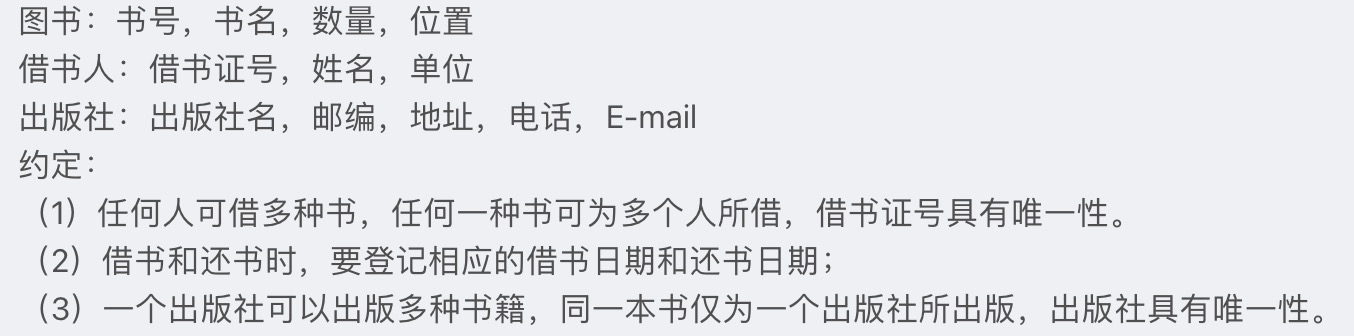 图书：书号，书名，数量，位置
借书人：借书证号，姓名，单位
出版社：出版社名，邮编，地址，电话，E-mail
约定：
（1）任何人可借多种书，任何一种书可为多个人所借，借书证号具有唯一性。
（2）借书和还书时，要登记相应的借书日期和还书日期；
（3）一个出版社可以出版多种书籍，同一本书仅为一个出版社所出版，出版社具有唯一性。